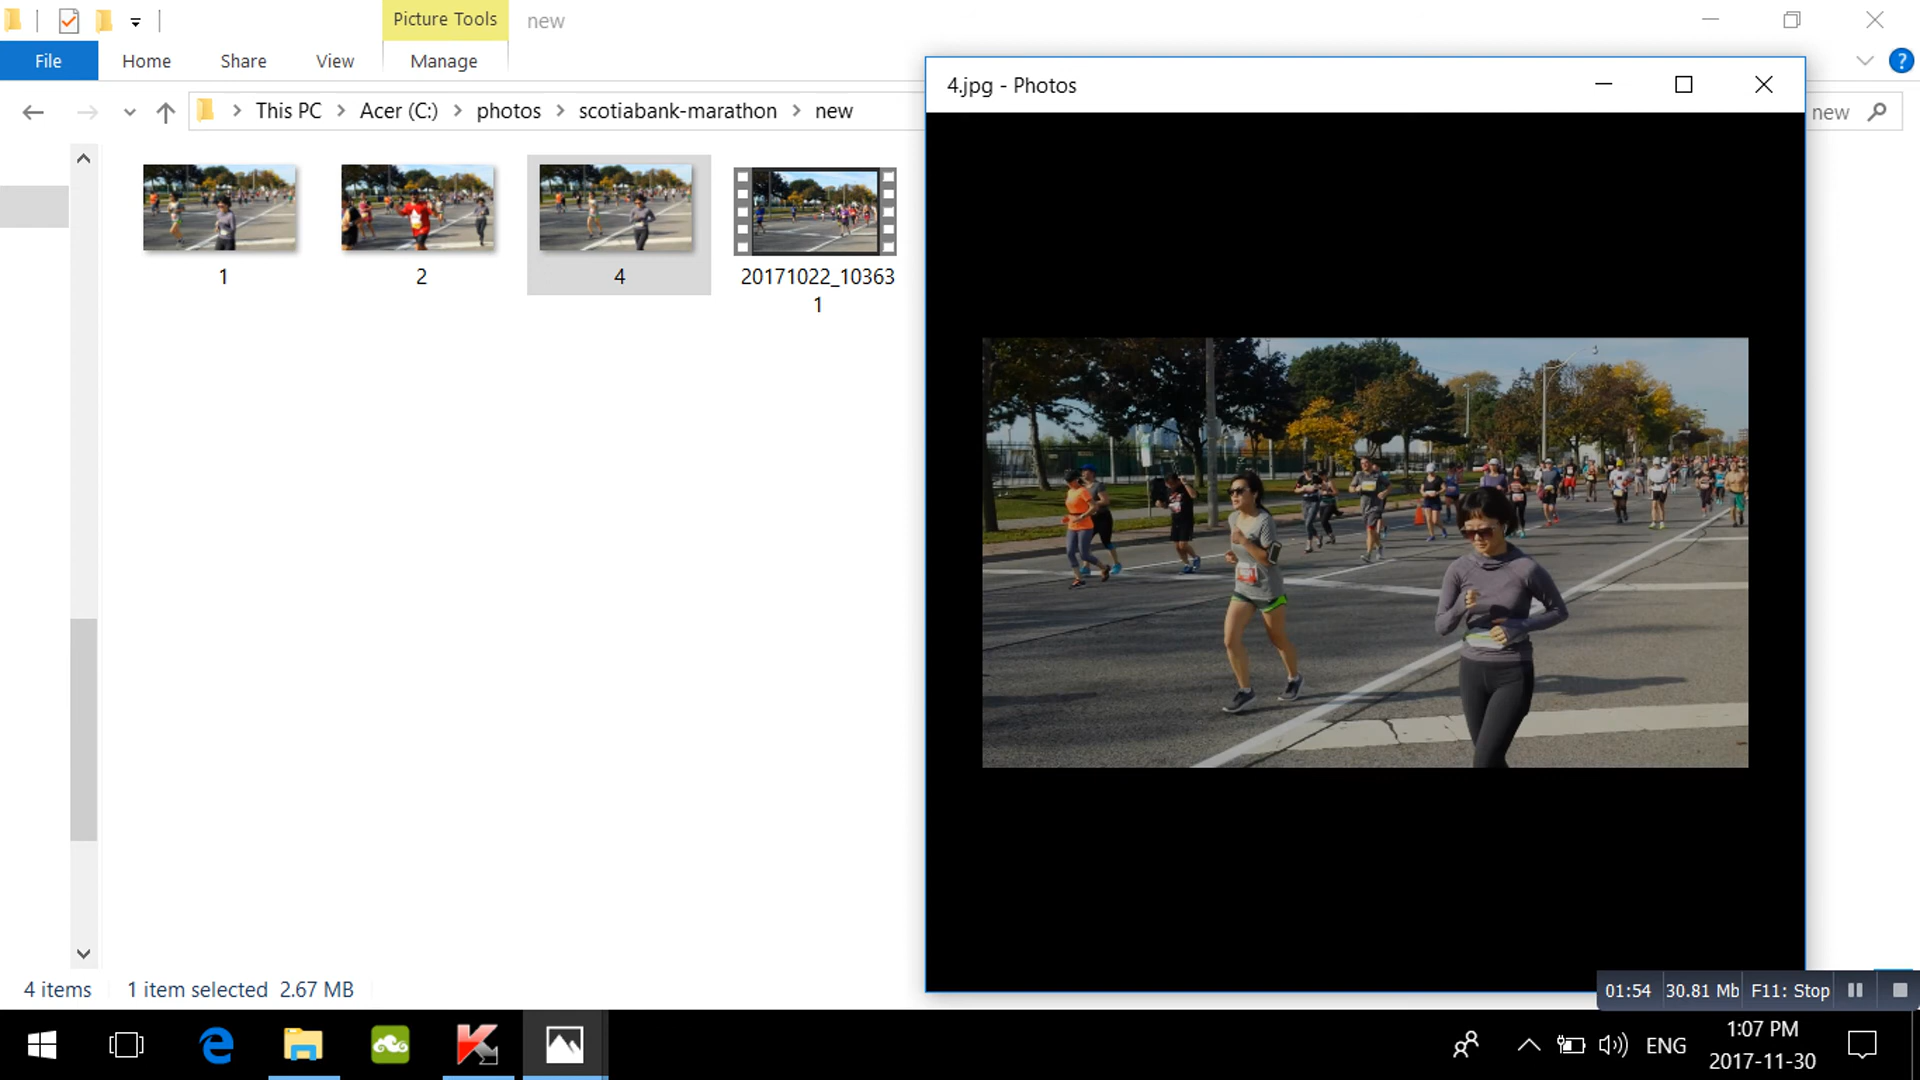 Picture Tools
new
File
Home
Share
View
Manage
This PC
Acer (C:)
photos
scotiabank-marathon
new
new
4.jpg - Photos
1
2
4
20171022_10363
1
4 items
1 item selected 2.67 MB
01:54
30.81 Mb
F11: Stop
ENG
1:07 PM
2017-11-30